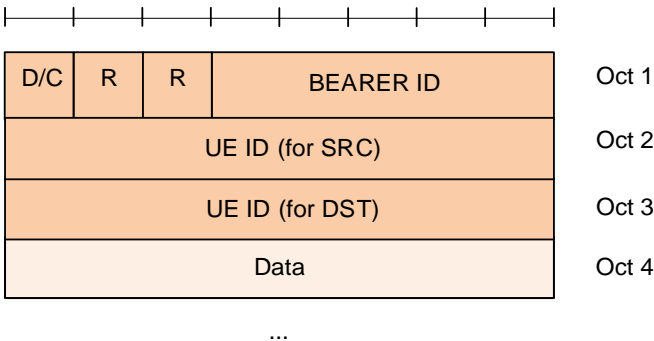 D/C R R BEARER ID Oct 1
UE ID (for SRC) Oct 2
UE ID (for DST) Oct 3
Data Oct 4
...